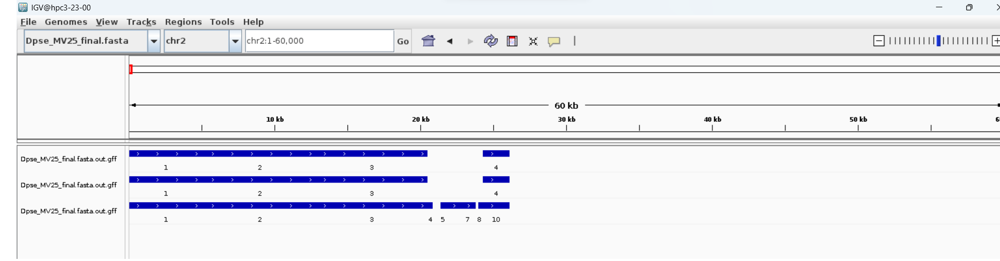 IGV@hpc3-23-00
File Genomes View Tracks Regions Tools Help
Dpse_MV25_final.fasta chr2 chr2:1-60,000 Go
60 kb
10 kb 20 kb 30 kb 40 kb 50 kb
Dpse_MV25_final.fasta.out.gff
1 2 3 4
Dpse_MV25_final.fasta.out.gff
1 2 3 4
Dpse_MV25_final.fasta.out.gff
1 2 3 4 5 7 8 10